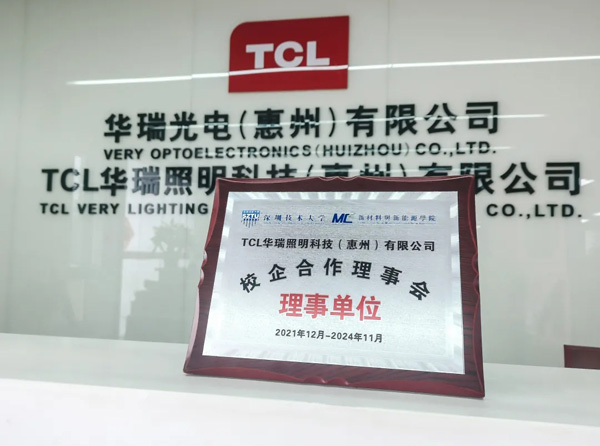 TCL
华瑞光电(惠州)有限公司
VERY OPTOELECTRONICS(HUIZHOU)CO.,LTD.
TCL华瑞照明科技(惠州)有限公司
TCL VERY LIGHTING CO.,LTD.
深圳技术大学 新材料與新能源學院
TCL华瑞照明科技(惠州)有限公司
校企合作理事会
理事单位
2021年12月-2024年11月